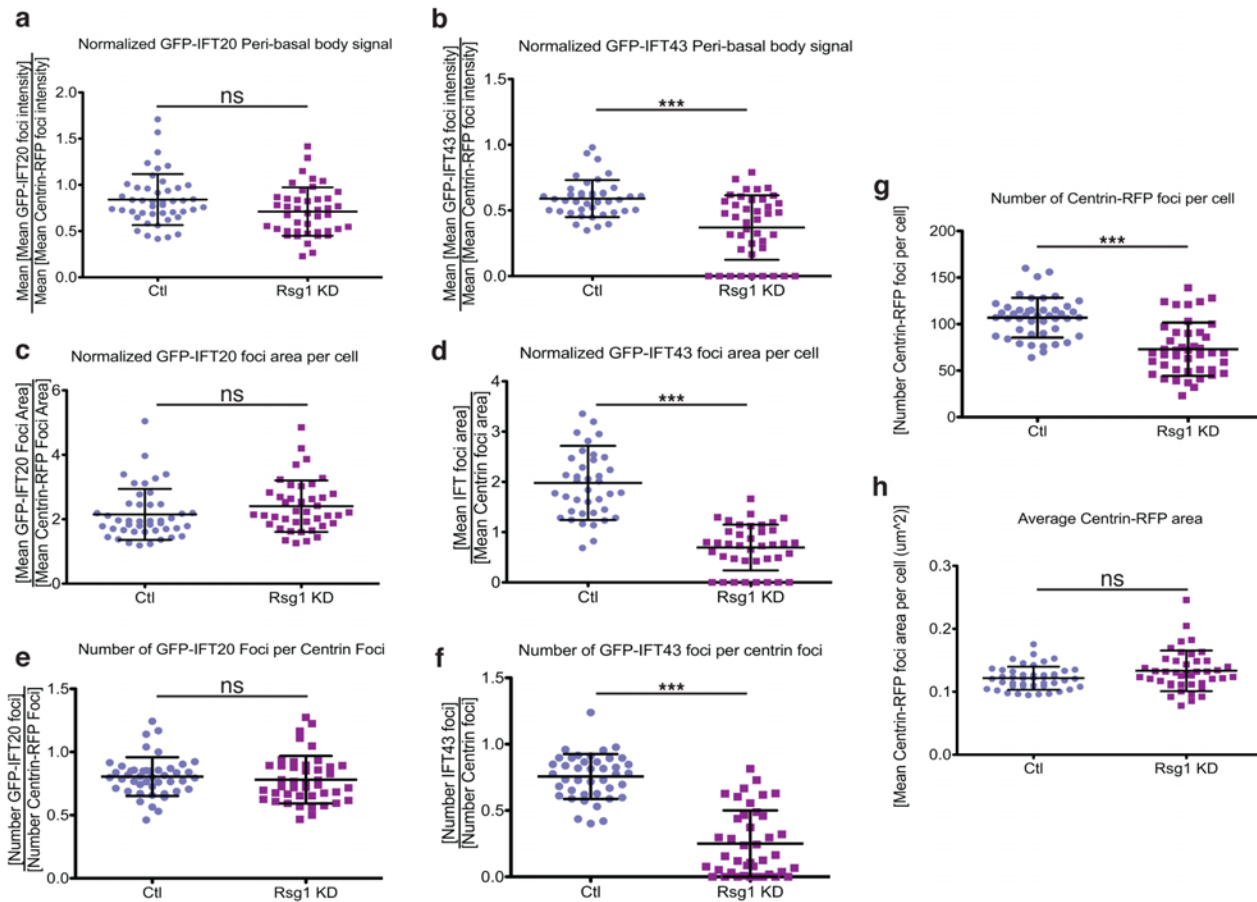 a
Normalized GFP-IFT20 Peri-basal body signal
Mean [Mean GFP-IFT20 foci intensity]
Mean [Mean Centrin-RFP foci intensity]
2.0
1.5
1.0
0.5
0.0
ns
Ctl
Rsg1 KD
b
Normalized GFP-IFT43 Peri-basal body signal
Mean [Mean GFP-IFT43 foci intensity]
Mean [Mean Centrin-RFP foci intensity]
1.5
1.0
0.5
0.0
***
Ctl
Rsg1 KD
c
Normalized GFP-IFT20 foci area per cell
[Mean GFP-IFT20 Foci Area]
[Mean Centrin-RFP Foci Area]
6
4
2
0
ns
Ctl
Rsg1 KD
d
Normalized GFP-IFT43 foci area per cell
[Mean IFT foci area]
[Mean Centrin foci area]
4
3
2
1
0
***
Ctl
Rsg1 KD
e
Number of GFP-IFT20 Foci per Centrin Foci
[Number GFP-IFT20 foci]
[Number Centrin-RFP Foci]
1.5
1.0
0.5
0.0
ns
Ctl
Rsg1 KD
f
Number of GFP-IFT43 foci per centrin foci
[Number IFT43 foci]
[Number Centrin foci]
1.5
1.0
0.5
0.0
***
Ctl
Rsg1 KD
g
Number of Centrin-RFP foci per cell
[Number Centrin-RFP foci per cell]
200
150
100
50
0
***
Ctl
Rsg1 KD
h
Average Centrin-RFP area
[Mean Centrin-RFP foci area per cell (um^2)]
0.3
0.2
0.1
0.0
ns
Ctl
Rsg1 KD